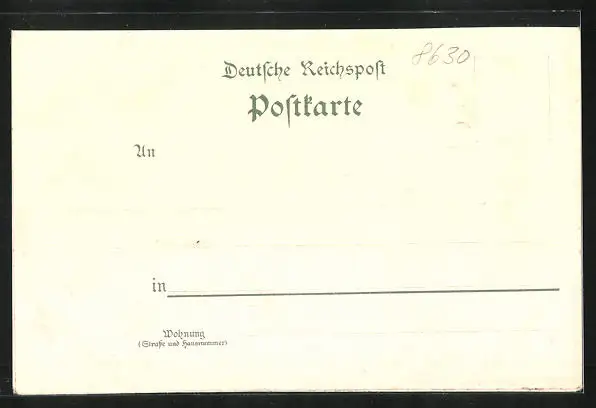 8630
Deutsche Reichspost
Postkarte
An
in
Wohnung
(Straße und Hausnummer)